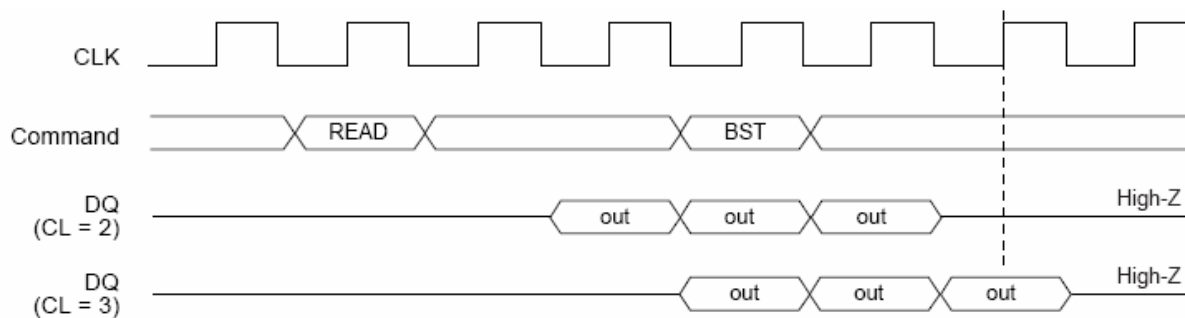 CLK
Command
READ
BST
DQ
(CL = 2)
out
out
out
High-Z
DQ
(CL = 3)
out
out
out
High-Z